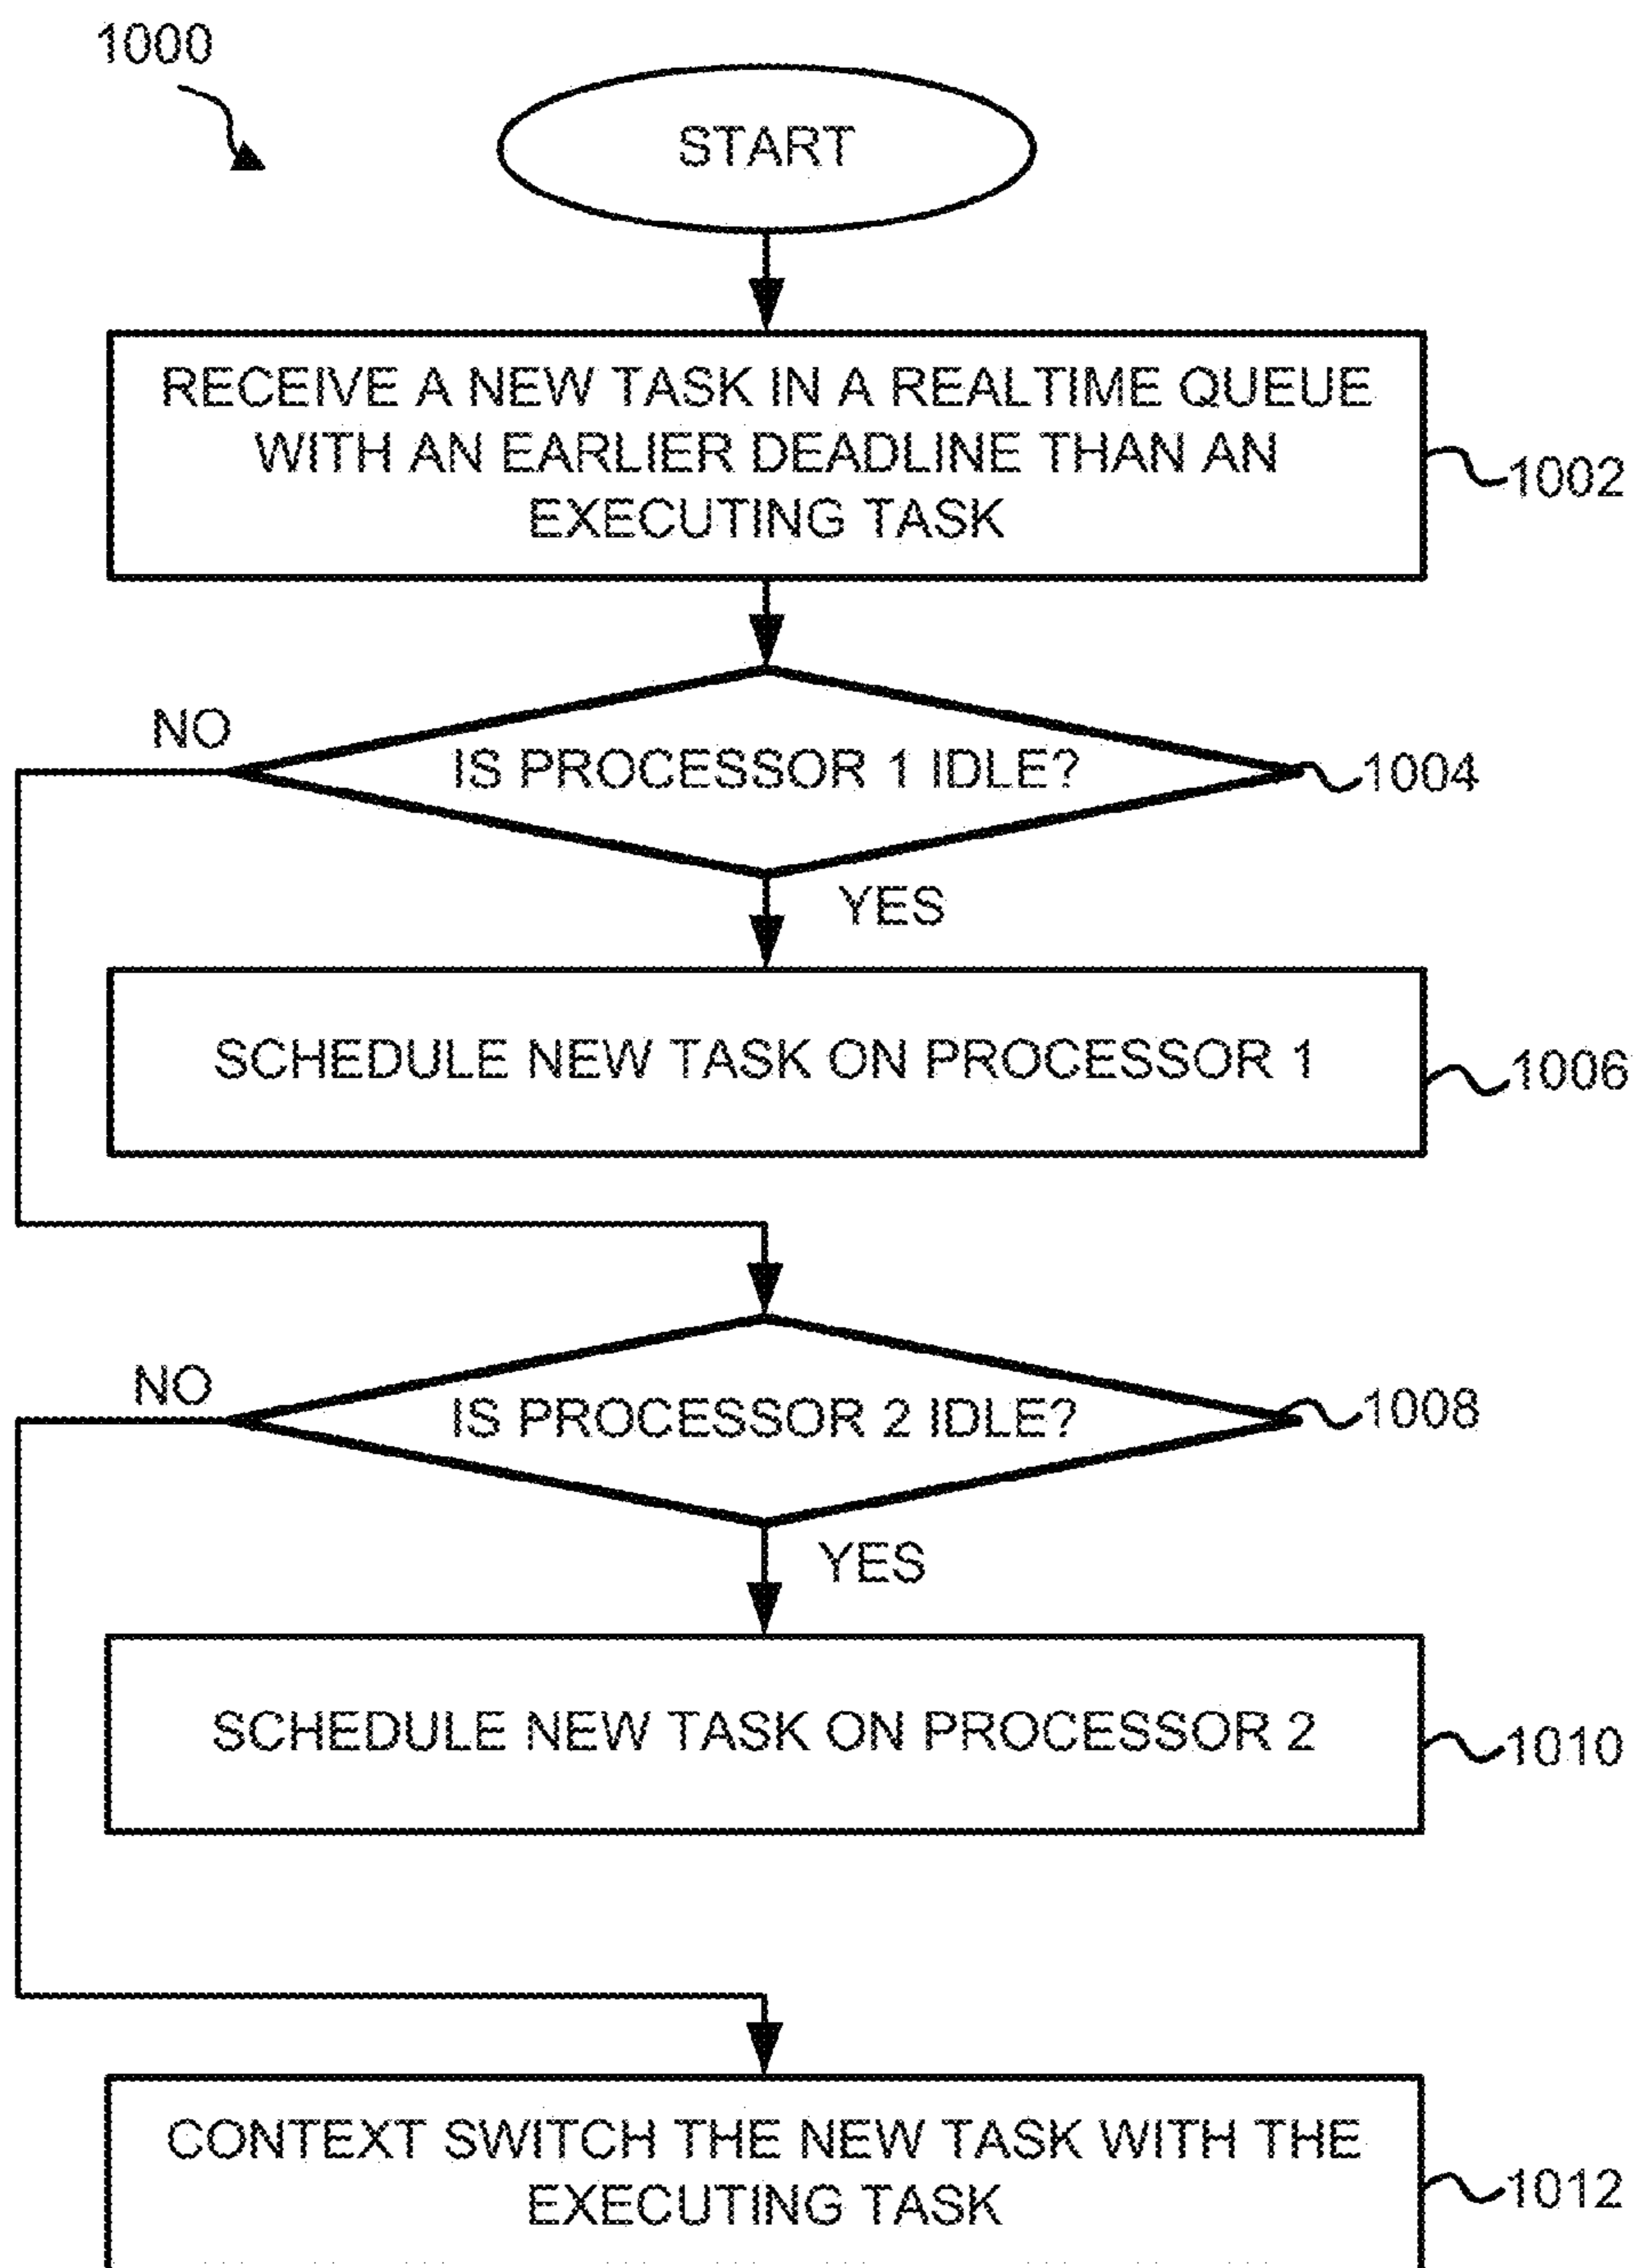 1000
START
RECEIVE A NEW TASK IN A REALTIME QUEUE
WITH AN EARLIER DEADLINE THAN AN
EXECUTING TASK
1002
NO
IS PROCESSOR 1 IDLE?
1004
YES
SCHEDULE NEW TASK ON PROCESSOR 1
1006
NO
IS PROCESSOR 2 IDLE?
1008
YES
SCHEDULE NEW TASK ON PROCESSOR 2
1010
CONTEXT SWITCH THE NEW TASK WITH THE
EXECUTING TASK
1012